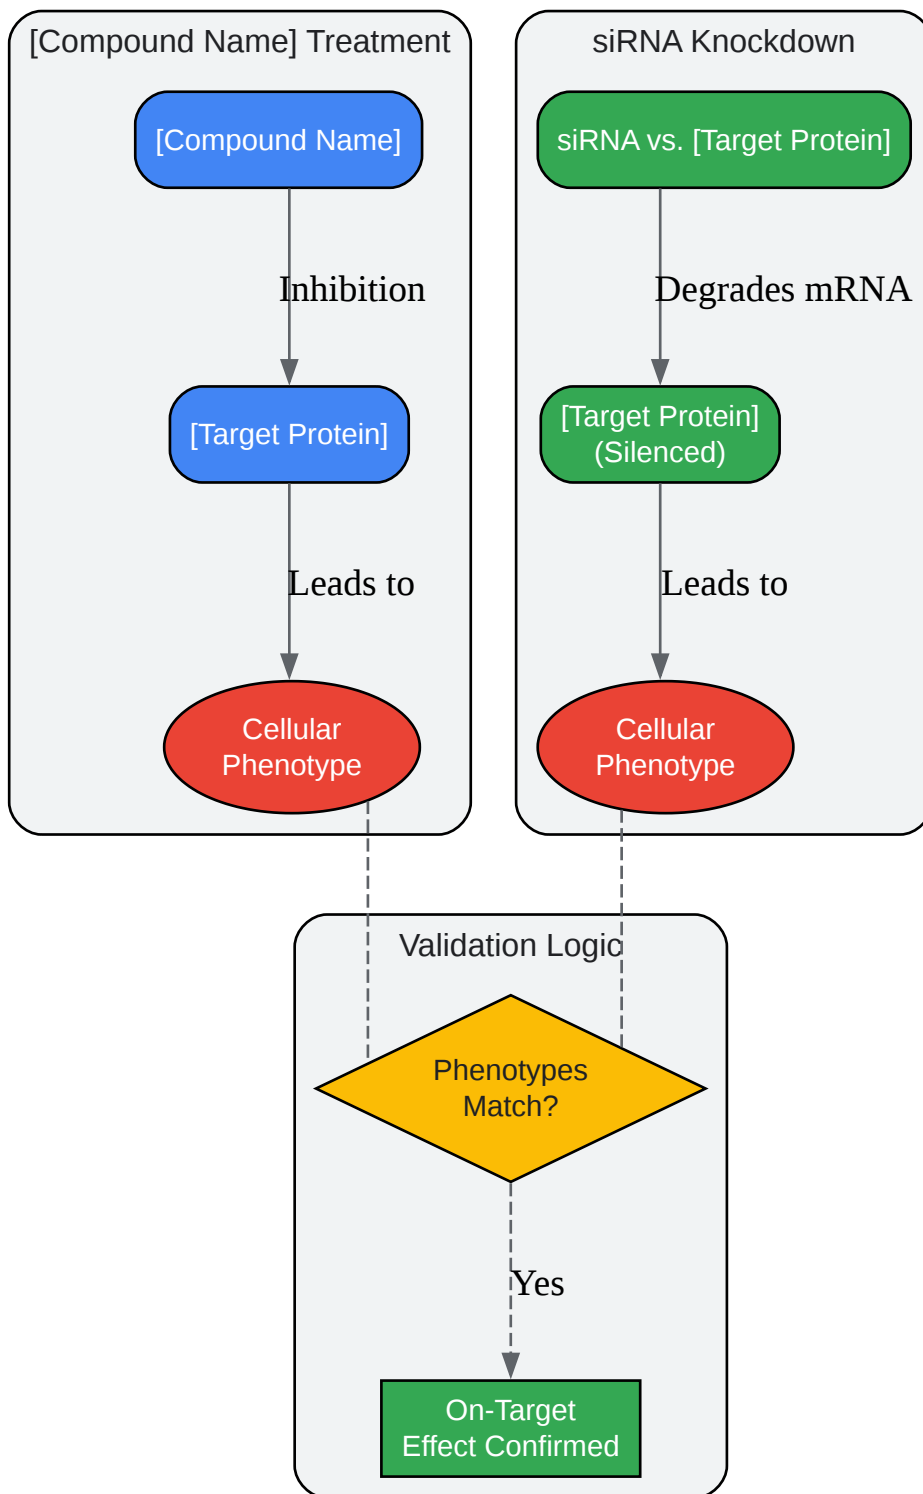 [Compound Name] Treatment
[Compound Name]
Inhibition
[Target Protein]
Leads to
Cellular
Phenotype
siRNA Knockdown
siRNA vs. [Target Protein]
Degrades mRNA
[Target Protein]
(Silenced)
Leads to
Cellular
Phenotype
Validation Logic
Phenotypes
Match?
Yes
On-Target
Effect Confirmed